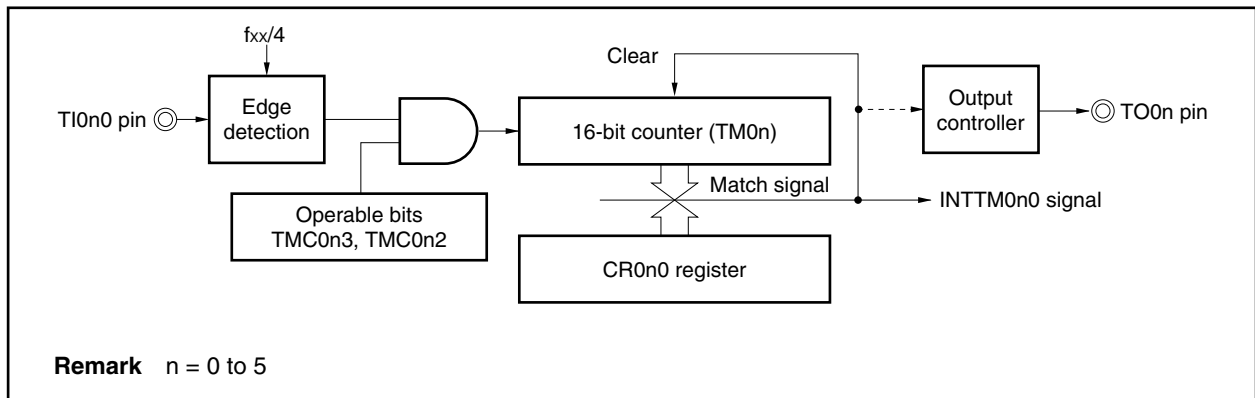 fxx/4
Clear
TI0n0 pin
Edge
detection
16-bit counter (TM0n)
Output
controller
TO0n pin
Match signal
INTTM0n0 signal
Operable bits
TMC0n3, TMC0n2
CR0n0 register
Remark n = 0 to 5